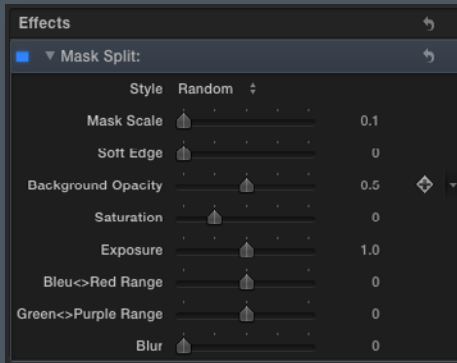 Effects
Mask Split:
Style Random
Mask Scale 0.1
Soft Edge 0
Background Opacity 0.5
Saturation 0
Exposure 1.0
Bleu<>Red Range 0
Green<>Purple Range 0
Blur 0